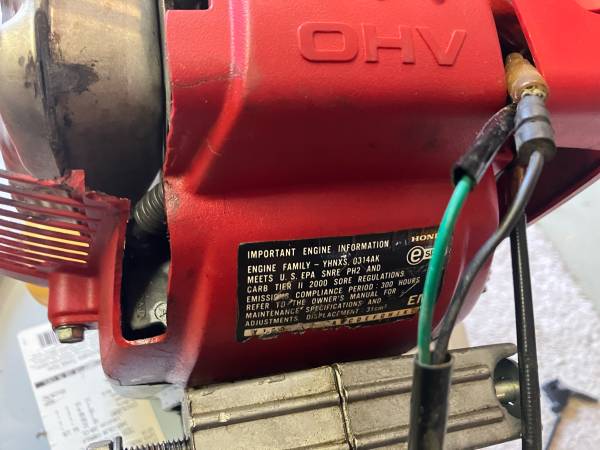 OHV
IMPORTANT ENGINE INFORMATION HONE
ENGINE FAMILY - YHNXS.0314AK
MEETS U.S. EPA SNRE PH2 AND
CARB TIER II 2000 SORE REGULATIONS
EMISSIONS COMPLIANCE PERIOD: 300 HOURS
REFER TO THE OWNER'S MANUAL FOR
MAINTENANCE SPECIFICATIONS AND
ADJUSTMENTS. DISPLACEMENT: 31cm³
e